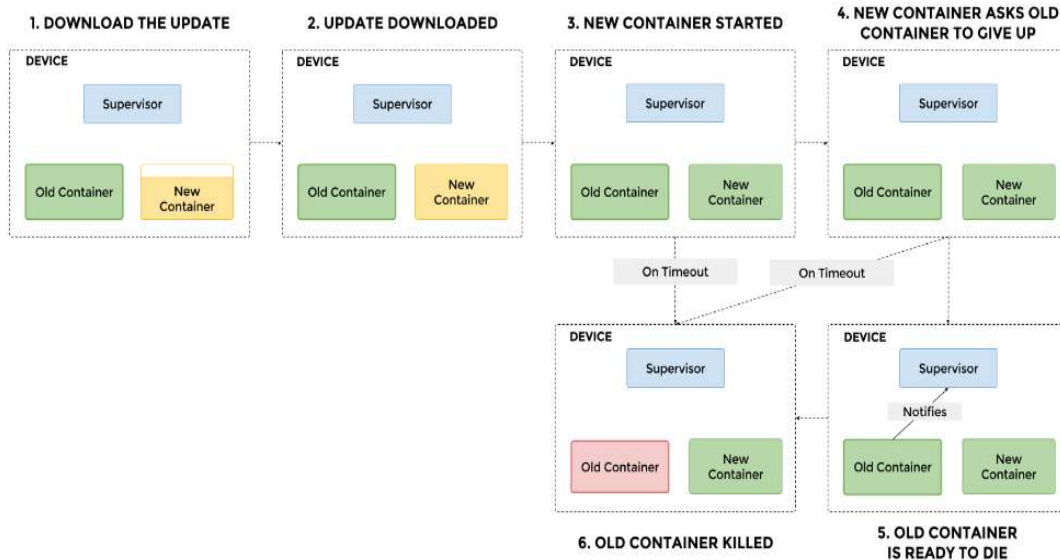 1. DOWNLOAD THE UPDATE
DEVICE
Supervisor
Old Container
New
Container
2. UPDATE DOWNLOADED
DEVICE
Supervisor
Old Container
New
Container
3. NEW CONTAINER STARTED
DEVICE
Supervisor
Old Container
New
Container
4. NEW CONTAINER ASKS OLD
CONTAINER TO GIVE UP
DEVICE
Supervisor
Old Container
New
Container
On Timeout
On Timeout
DEVICE
Supervisor
Notifies
Old Container
New
Container
5. OLD CONTAINER
IS READY TO DIE
DEVICE
Supervisor
Old Container
New
Container
6. OLD CONTAINER KILLED